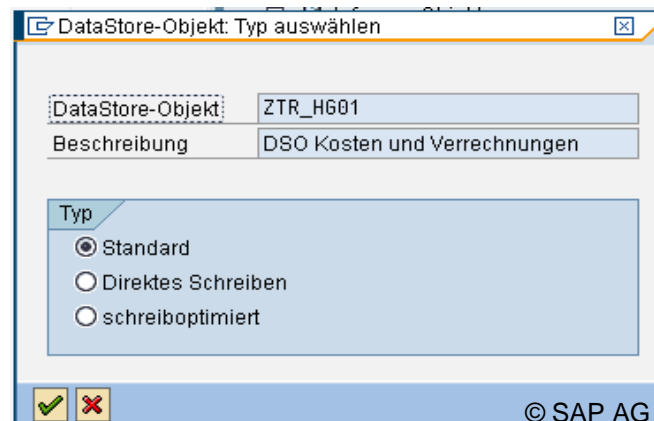 DataStore-Objekt: Typ auswählen
DataStore-Objekt ZTR_HG01
Beschreibung DSO Kosten und Verrechnungen
Typ
Standard
Direktes Schreiben
schreiboptimiert
© SAP AG